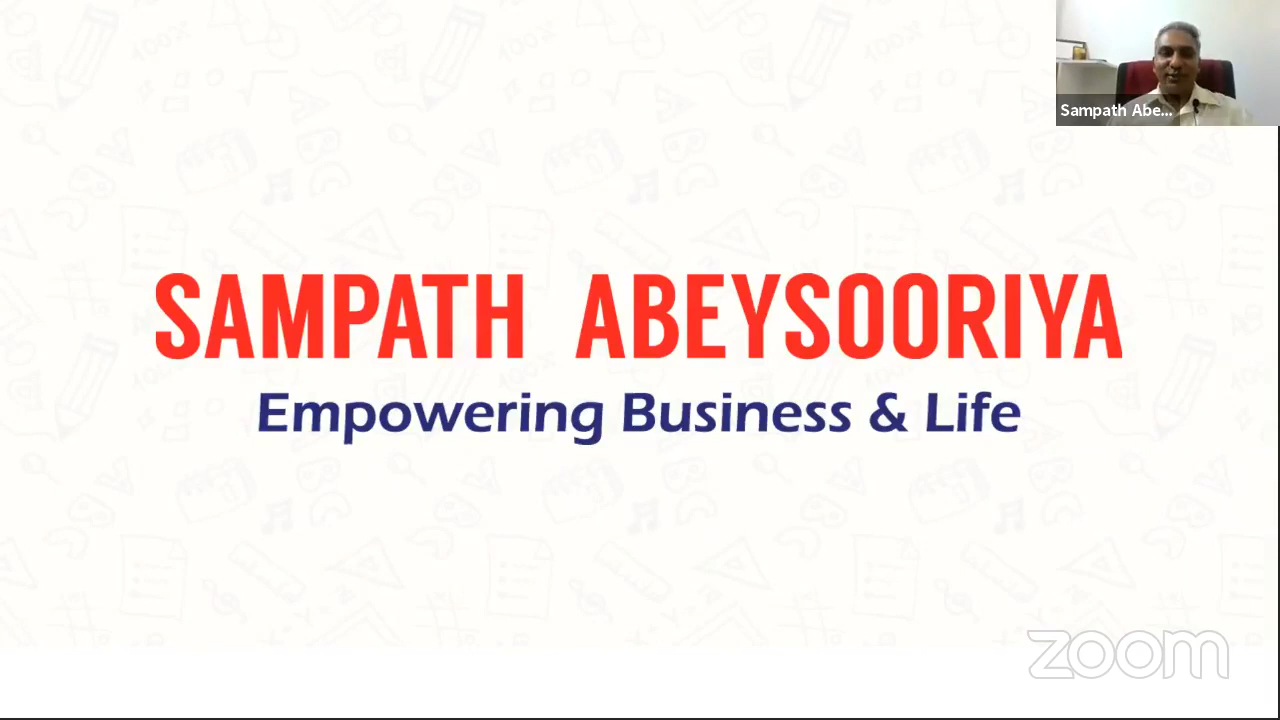 Sampath Abe...
SAMPATH ABEYSOORIYA
Empowering Business & Life
zoom